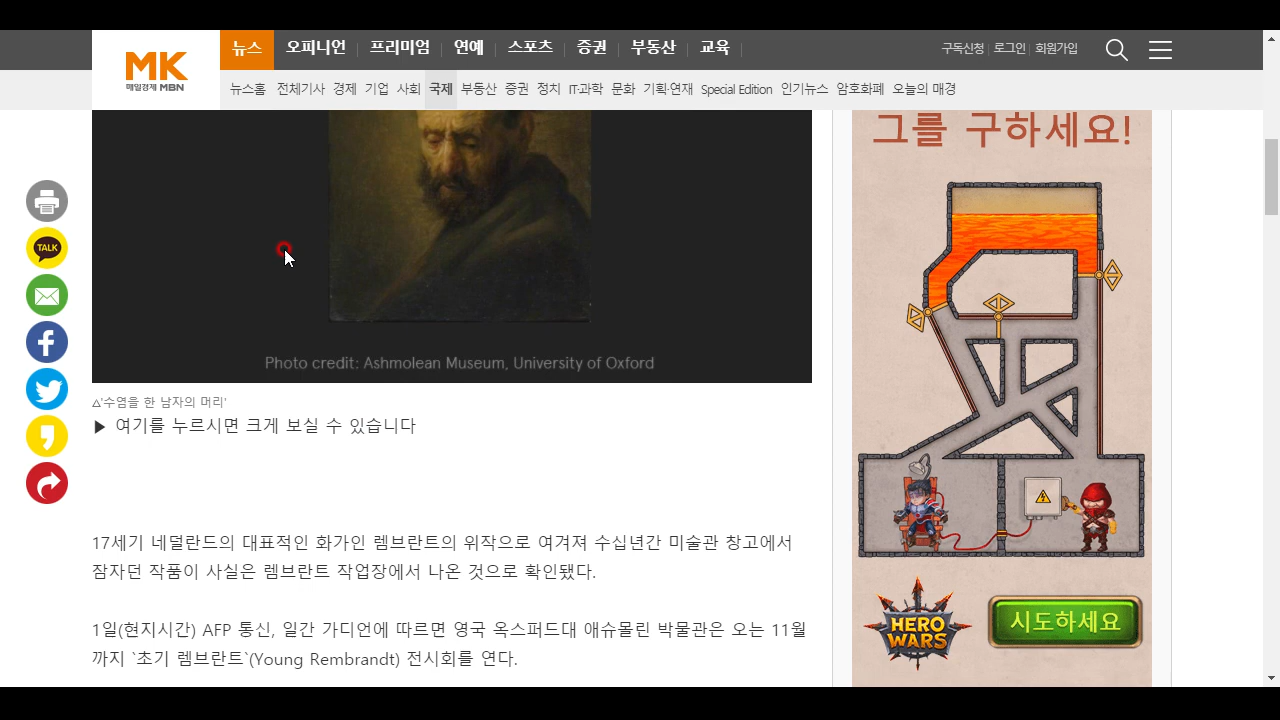 MK
매일경제 MBN
뉴스 오피니언 프리미엄 연예 스포츠 증권 부동산 교육
구독신청 로그인 회원가입
뉴스홈 전체기사 경제 기업 사회 국제 부동산 증권 정치 IT·과학 문화 기획·연재 Special Edition 인기뉴스 암호화폐 오늘의 매경
그를 구하세요!
TALK
Photo credit: Ashmolean Museum, University of Oxford
△'수염을 한 남자의 머리'
▶ 여기를 누르시면 크게 보실 수 있습니다
17세기 네덜란드의 대표적인 화가인 렘브란트의 위작으로 여겨져 수십년간 미술관 창고에서
잠자던 작품이 사실은 렘브란트 작업장에서 나온 것으로 확인됐다.
1일(현지시간) AFP 통신, 일간 가디언에 따르면 영국 옥스퍼드대 애슈몰린 박물관은 오는 11월
까지 `초기 렘브란트`(Young Rembrandt) 전시회를 연다.
HERO
WARS
시도하세요